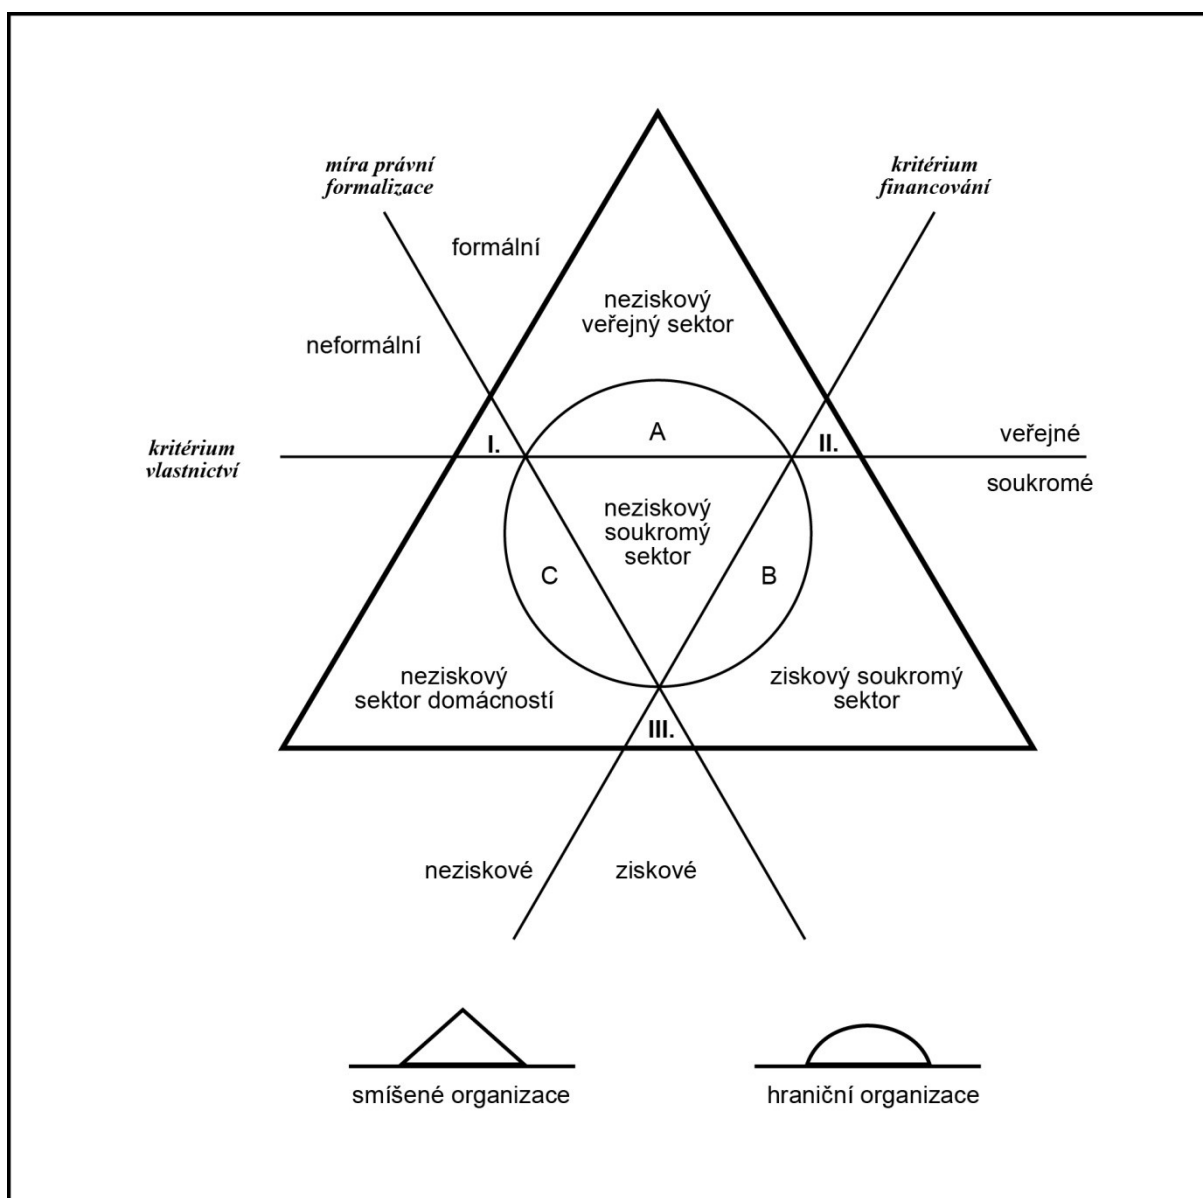 míra právní
formalizace
kritérium
financování
formální
neziskový
veřejný sektor
neformální
kritérium
vlastnictví
I.
A
II.
veřejné
soukromé
neziskový
soukromý
sektor
C
B
neziskový
sektor domácností
ziskový soukromý
sektor
III.
neziskové
ziskové
smíšené organizace
hraniční organizace